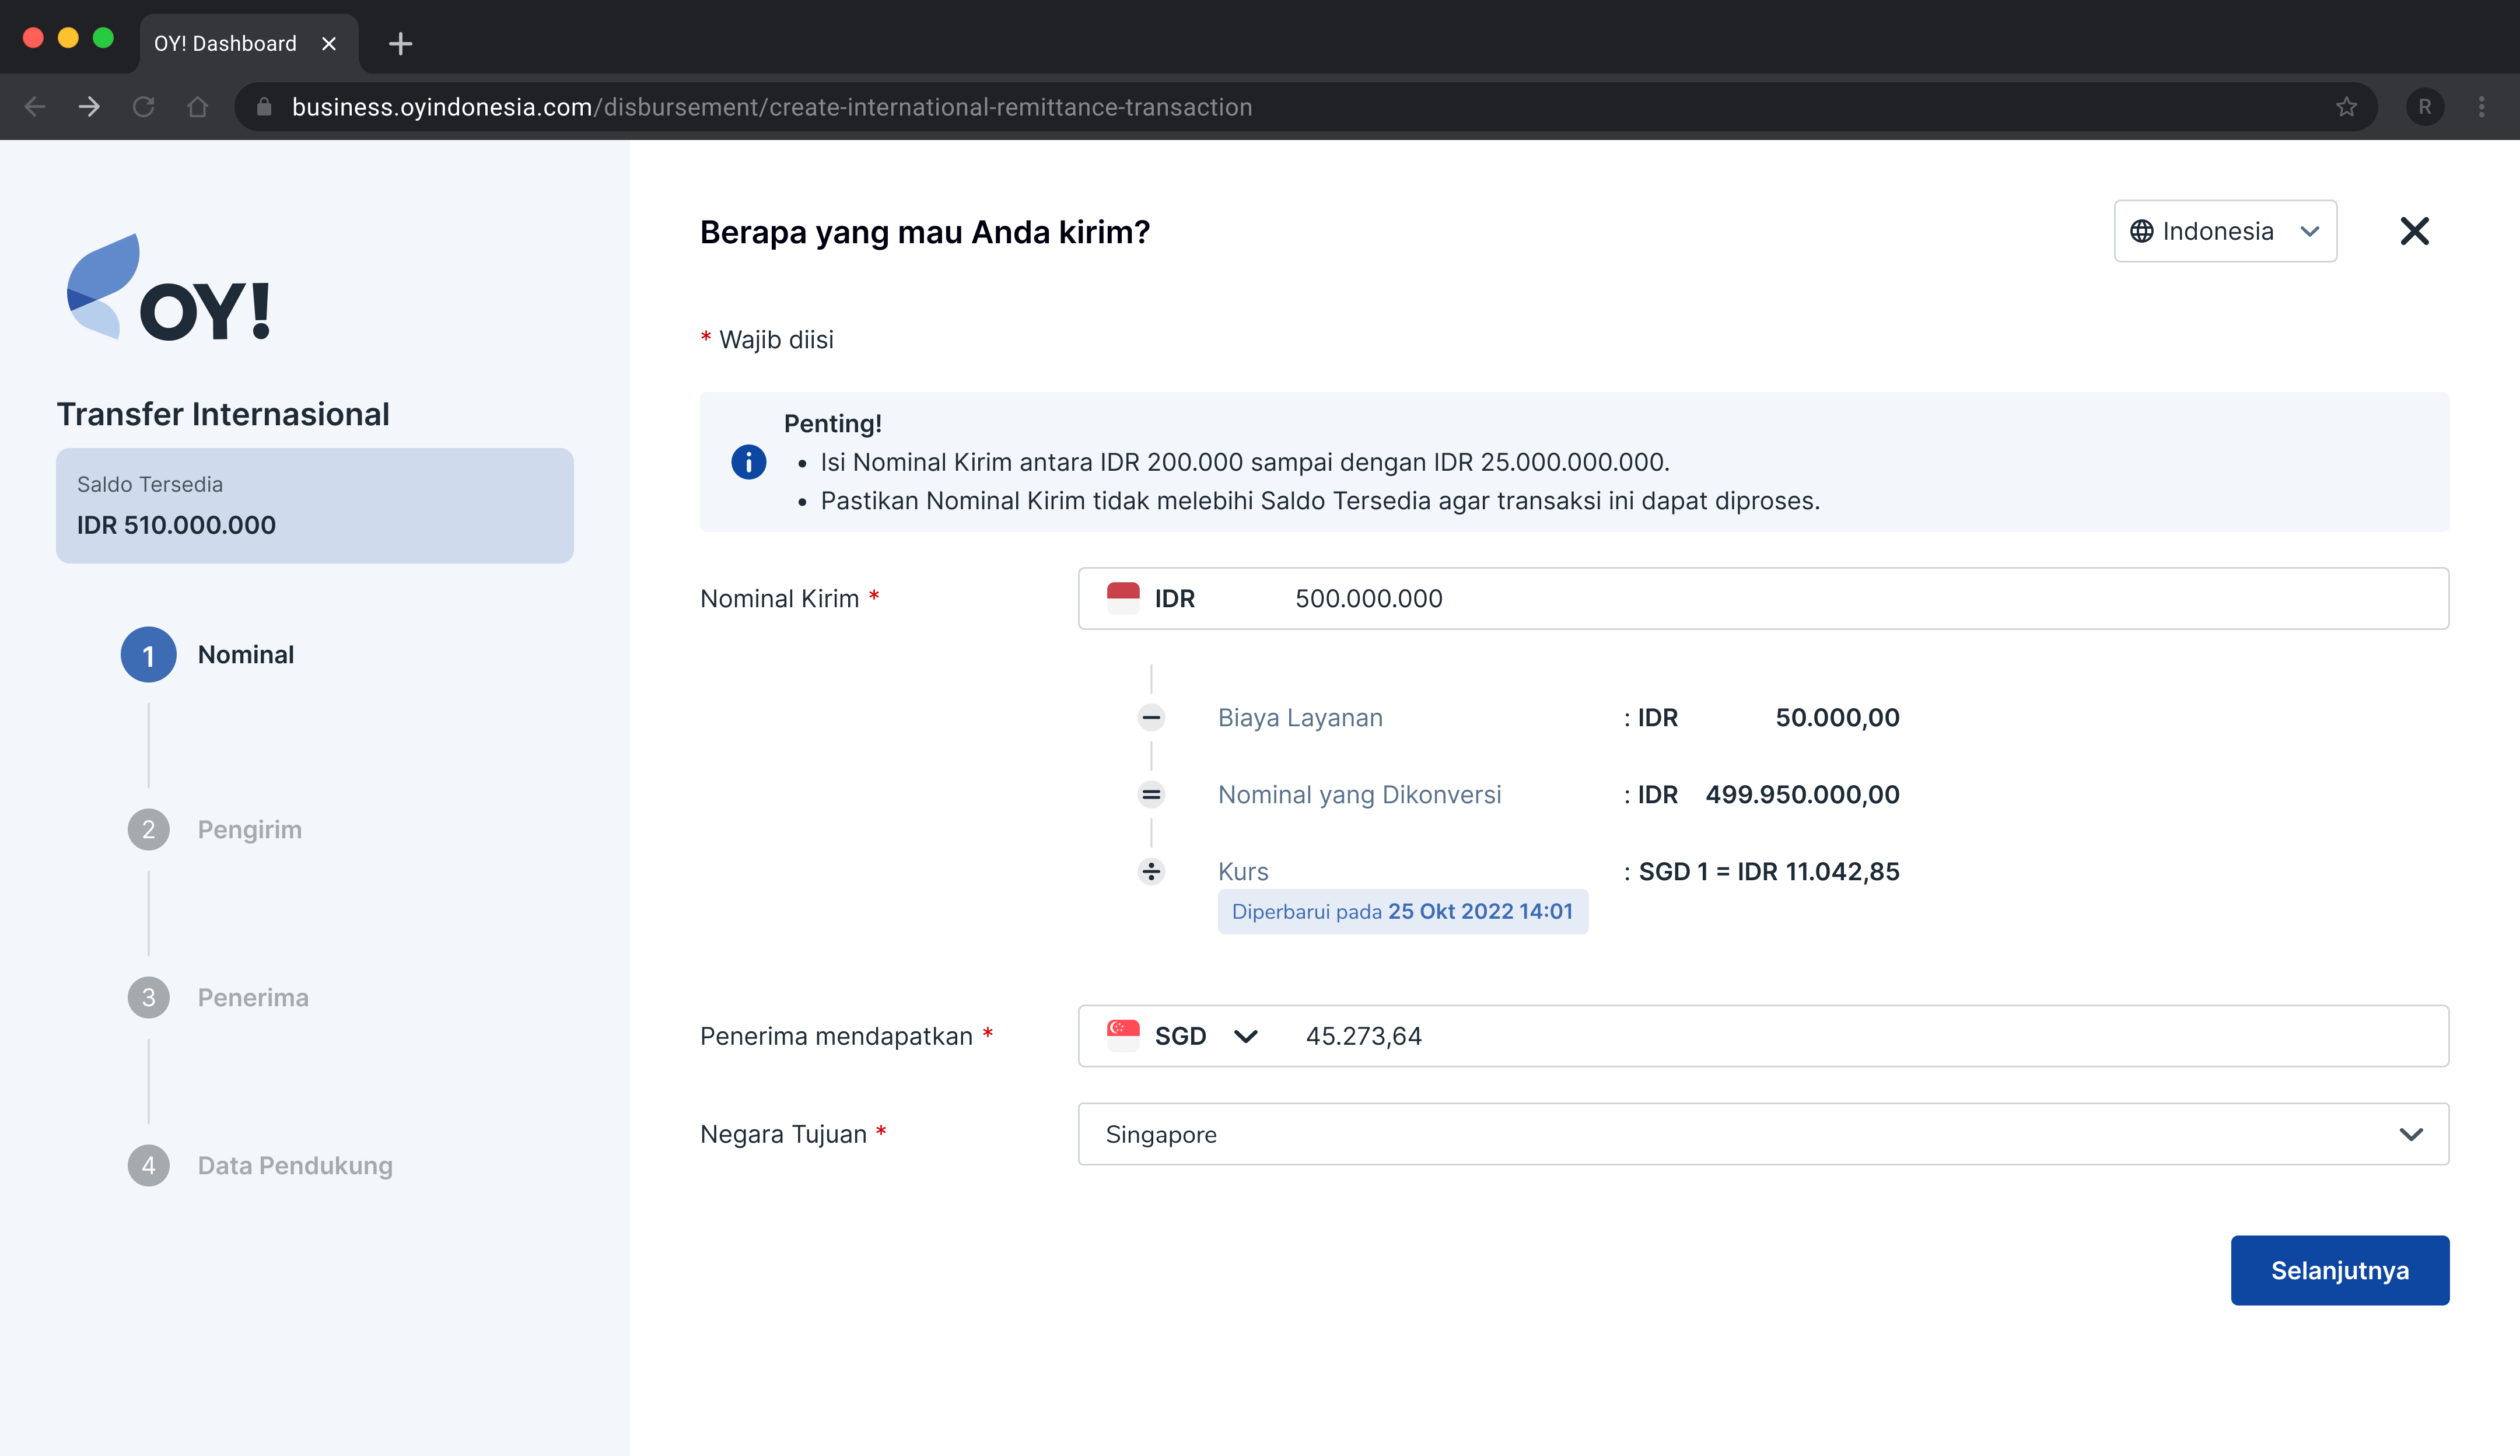 OY! Dashboard
business.oyindonesia.com/disbursement/create-international-remittance-transaction
R
OY!
Transfer Internasional
Saldo Tersedia
IDR 510.000.000
1 Nominal
2 Pengirim
3 Penerima
4 Data Pendukung
Berapa yang mau Anda kirim?
Indonesia
* Wajib diisi
Penting!
• Isi Nominal Kirim antara IDR 200.000 sampai dengan IDR 25.000.000.000.
• Pastikan Nominal Kirim tidak melebihi Saldo Tersedia agar transaksi ini dapat diproses.
Nominal Kirim * IDR 500.000.000
Biaya Layanan : IDR 50.000,00
Nominal yang Dikonversi : IDR 499.950.000,00
Kurs : SGD 1 = IDR 11.042,85
Diperbarui pada 25 Okt 2022 14:01
Penerima mendapatkan * SGD 45.273,64
Negara Tujuan * Singapore
Selanjutnya